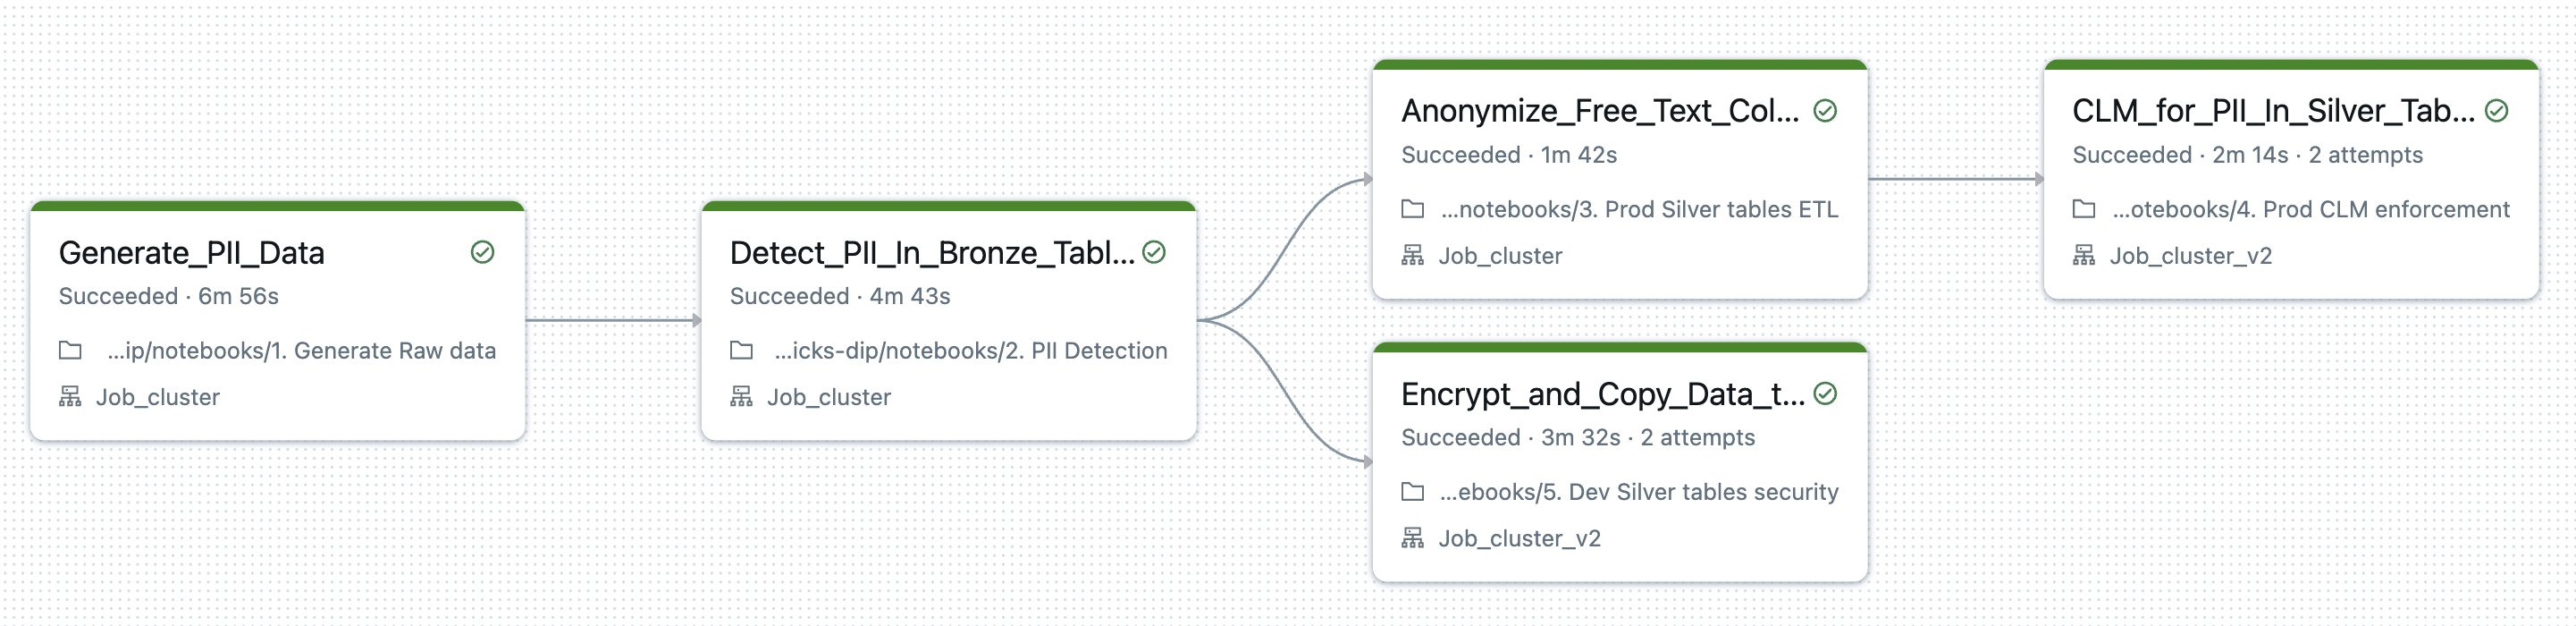 Generate_PII_Data
Succeeded · 6m 56s
...ip/notebooks/1. Generate Raw data
Job_cluster
Detect_PII_In_Bronze_Tabl...
Succeeded · 4m 43s
...icks-dip/notebooks/2. PII Detection
Job_cluster
Anonymize_Free_Text_Col...
Succeeded · 1m 42s
...notebooks/3. Prod Silver tables ETL
Job_cluster
Encrypt_and_Copy_Data_t...
Succeeded · 3m 32s · 2 attempts
...ebooks/5. Dev Silver tables security
Job_cluster_v2
CLM_for_PII_In_Silver_Tab...
Succeeded · 2m 14s · 2 attempts
...otebooks/4. Prod CLM enforcement
Job_cluster_v2